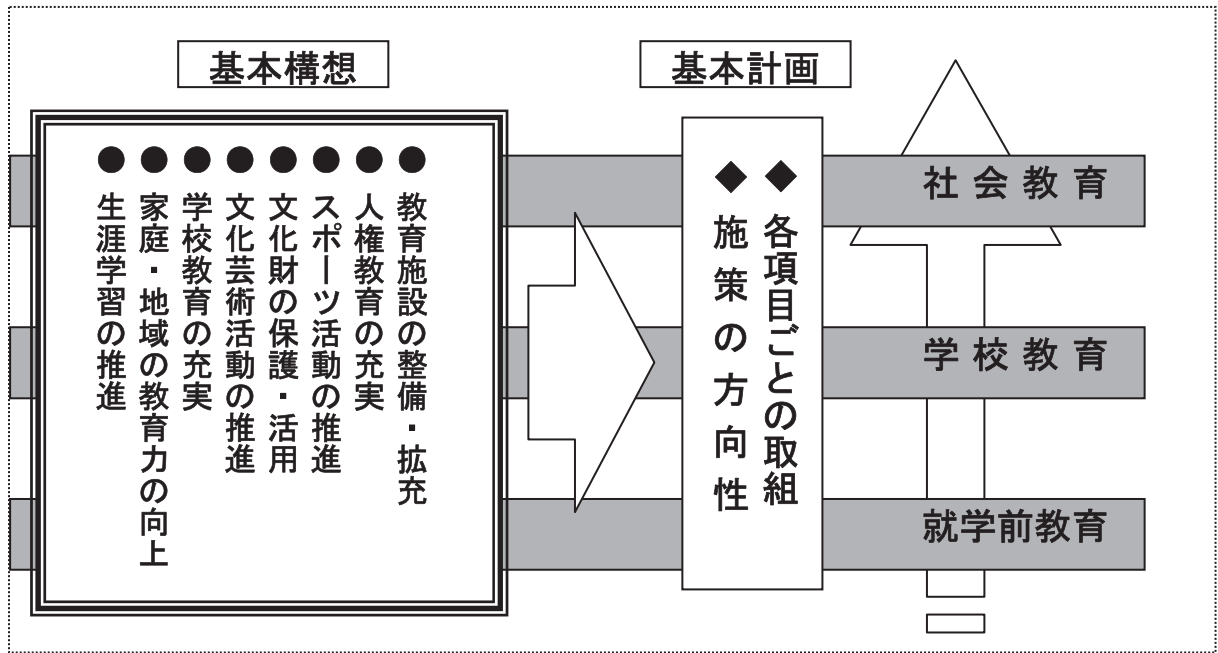 基本構想
●教育施設の整備・拡充
●人権教育の充実
●スポーツ活動の推進
●文化財の保護・活用
●文化芸術活動の推進
●学校教育の充実
●家庭・地域の教育力の向上
●生涯学習の推進
基本計画
◆各項目ごとの取組
◆施策の方向性
社会教育
学校教育
就学前教育